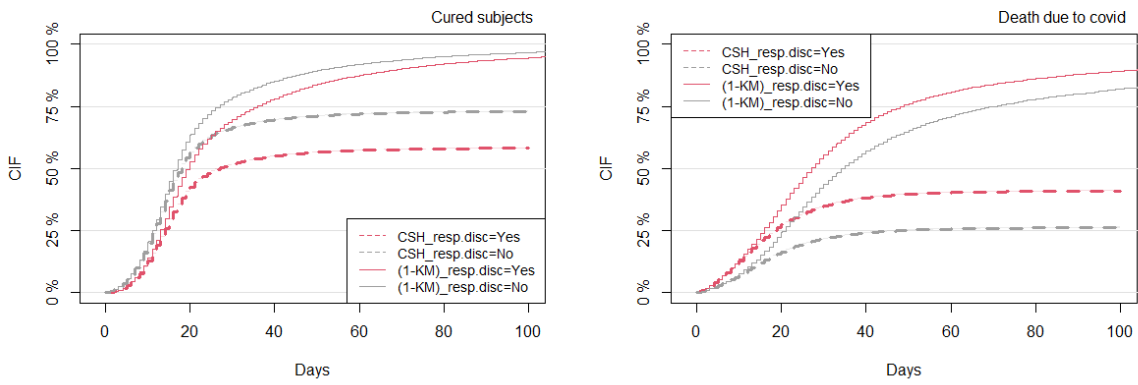 Cured subjects
100 %
75 %
50 %
25 %
0 %
CIF
CSH_resp.disc=Yes
CSH_resp.disc=No
(1-KM)_resp.disc=Yes
(1-KM)_resp.disc=No
0 20 40 60 80 100
Days
Death due to covid
100 %
75 %
50 %
25 %
0 %
CIF
CSH_resp.disc=Yes
CSH_resp.disc=No
(1-KM)_resp.disc=Yes
(1-KM)_resp.disc=No
0 20 40 60 80 100
Days